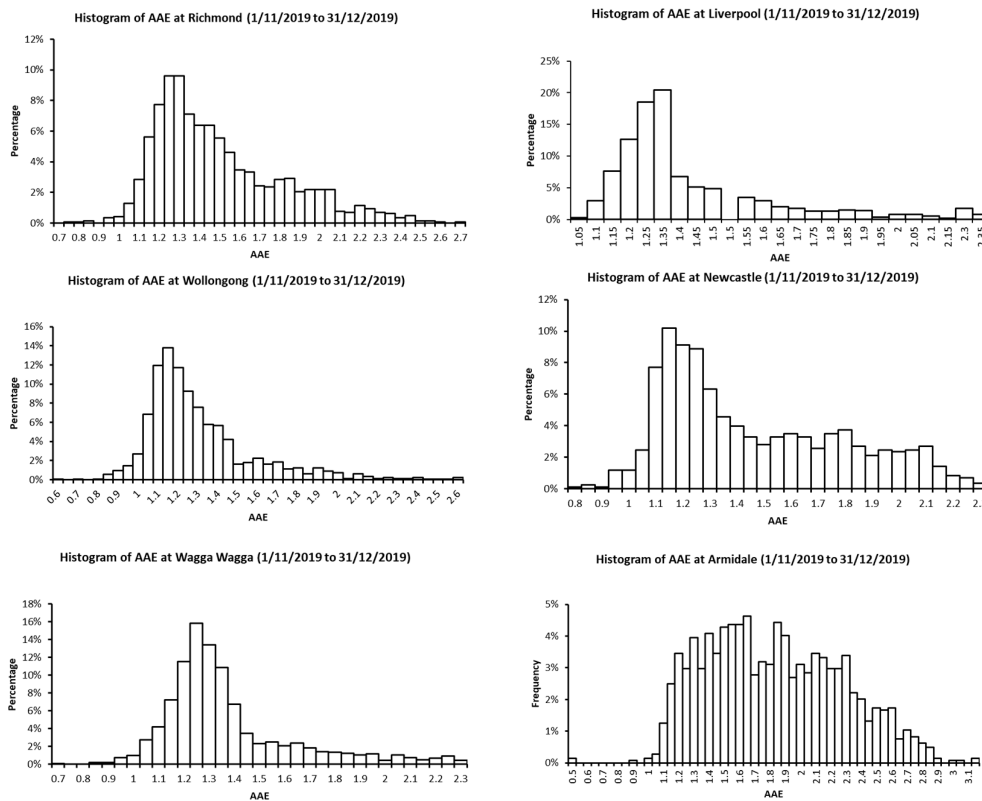 Histogram of AAE at Richmond (1/11/2019 to 31/12/2019)
12%
10%
8%
6%
4%
2%
0%
Percentage
0.7 0.8 0.9 1 1.1 1.2 1.3 1.4 1.5 1.6 1.7 1.8 1.9 2 2.1 2.2 2.3 2.4 2.5 2.6 2.7
AAE
Histogram of AAE at Liverpool (1/11/2019 to 31/12/2019)
25%
20%
15%
10%
5%
0%
Percentage
1.05 1.1 1.15 1.2 1.25 1.35 1.4 1.45 1.5 1.5 1.55 1.6 1.65 1.7 1.75 1.8 1.85 1.9 1.95 2 2.05 2.1 2.15 2.3
AAE
Histogram of AAE at Wollongong (1/11/2019 to 31/12/2019)
16%
14%
12%
10%
8%
6%
4%
2%
0%
Percentage
0.6 0.7 0.8 0.9 1 1.1 1.2 1.3 1.4 1.5 1.6 1.7 1.8 1.9 2 2.1 2.2 2.3 2.4 2.5 2.6
AAE
Histogram of AAE at Newcastle (1/11/2019 to 31/12/2019)
12%
10%
8%
6%
4%
2%
0%
Percentage
0.8 0.9 1 1.1 1.2 1.3 1.4 1.5 1.6 1.7 1.8 1.9 2 2.1 2.2
AAE
Histogram of AAE at Wagga Wagga (1/11/2019 to 31/12/2019)
18%
16%
14%
12%
10%
8%
6%
4%
2%
0%
Percentage
0.7 0.8 0.9 1 1.1 1.2 1.3 1.4 1.5 1.6 1.7 1.8 1.9 2 2.1 2.2 2.3
AAE
Histogram of AAE at Armidale (1/11/2019 to 31/12/2019)
5%
4%
3%
2%
1%
0%
Frequency
0.5 0.6 0.7 0.8 0.9 1 1.1 1.2 1.3 1.4 1.5 1.6 1.7 1.8 1.9 2 2.1 2.2 2.3 2.4 2.5 2.6 2.7 2.8 2.9 3 3.1
AAE